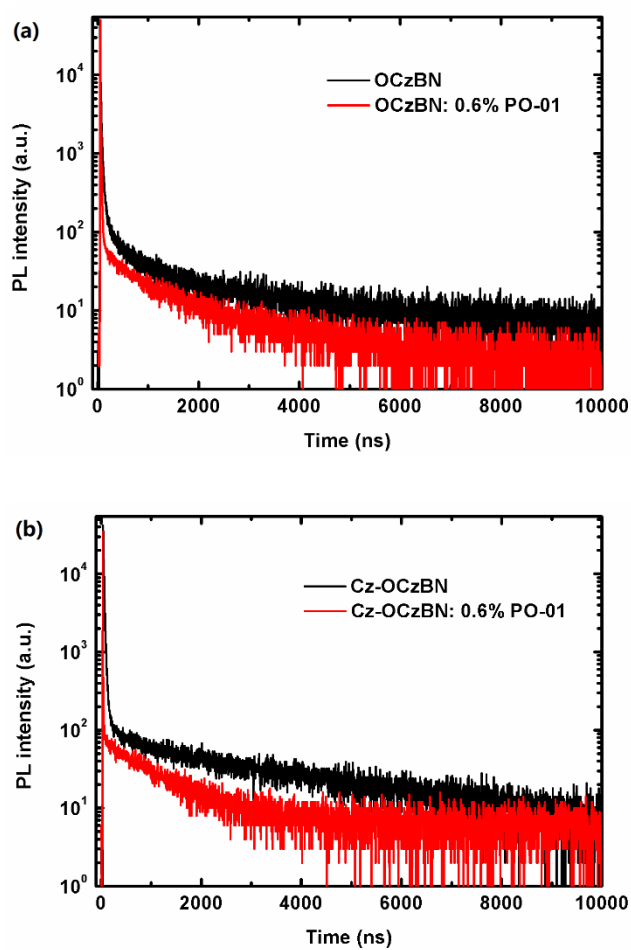 (a)
OCzBN
OCzBN: 0.6% PO-01
PL intensity (a.u.)
10⁴
10³
10²
10¹
10⁰
0 2000 4000 6000 8000 10000
Time (ns)
(b)
Cz-OCzBN
Cz-OCzBN: 0.6% PO-01
PL intensity (a.u.)
10⁴
10³
10²
10¹
10⁰
0 2000 4000 6000 8000 10000
Time (ns)